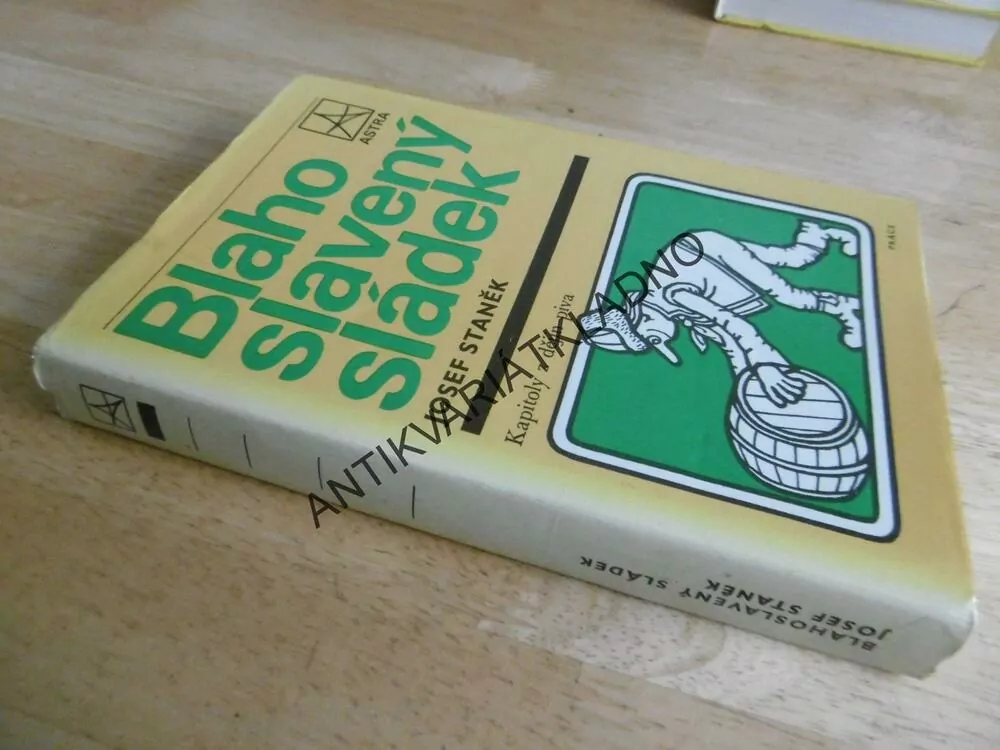 ASTRA
Blaho
slavený
sládek
JOSEF STANĚK
Kapitoly z dějin piva
PRÁCE
BLAHOSLAVENÝ SLÁDEK
JOSEF STANĚK
ANTIKVARIÁT KLADNO